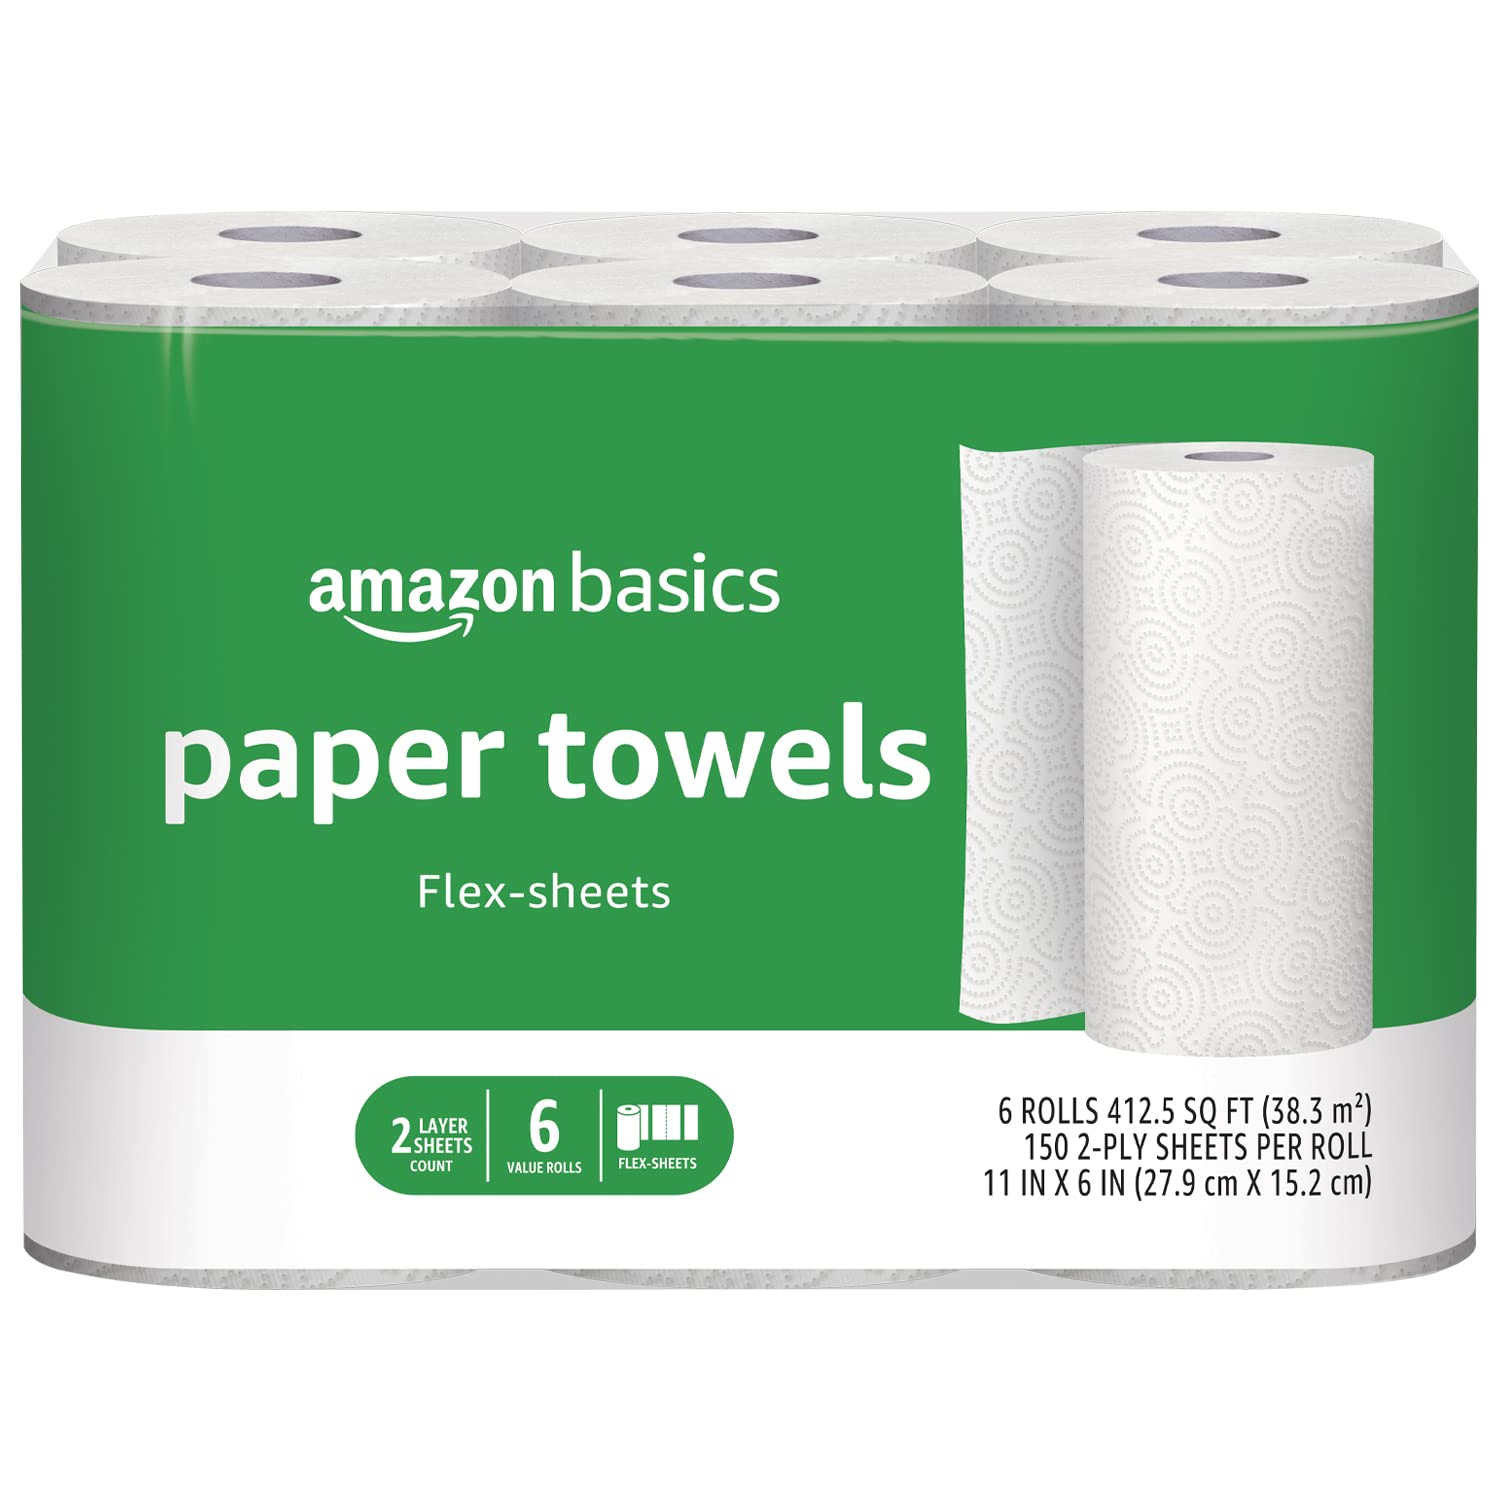 amazon basics
paper towels
Flex-sheets
2 LAYER
SHEETS
COUNT
6
VALUE ROLLS
FLEX-SHEETS
6 ROLLS 412.5 SQ FT (38.3 m²)
150 2-PLY SHEETS PER ROLL
11 IN X 6 IN (27.9 cm X 15.2 cm)